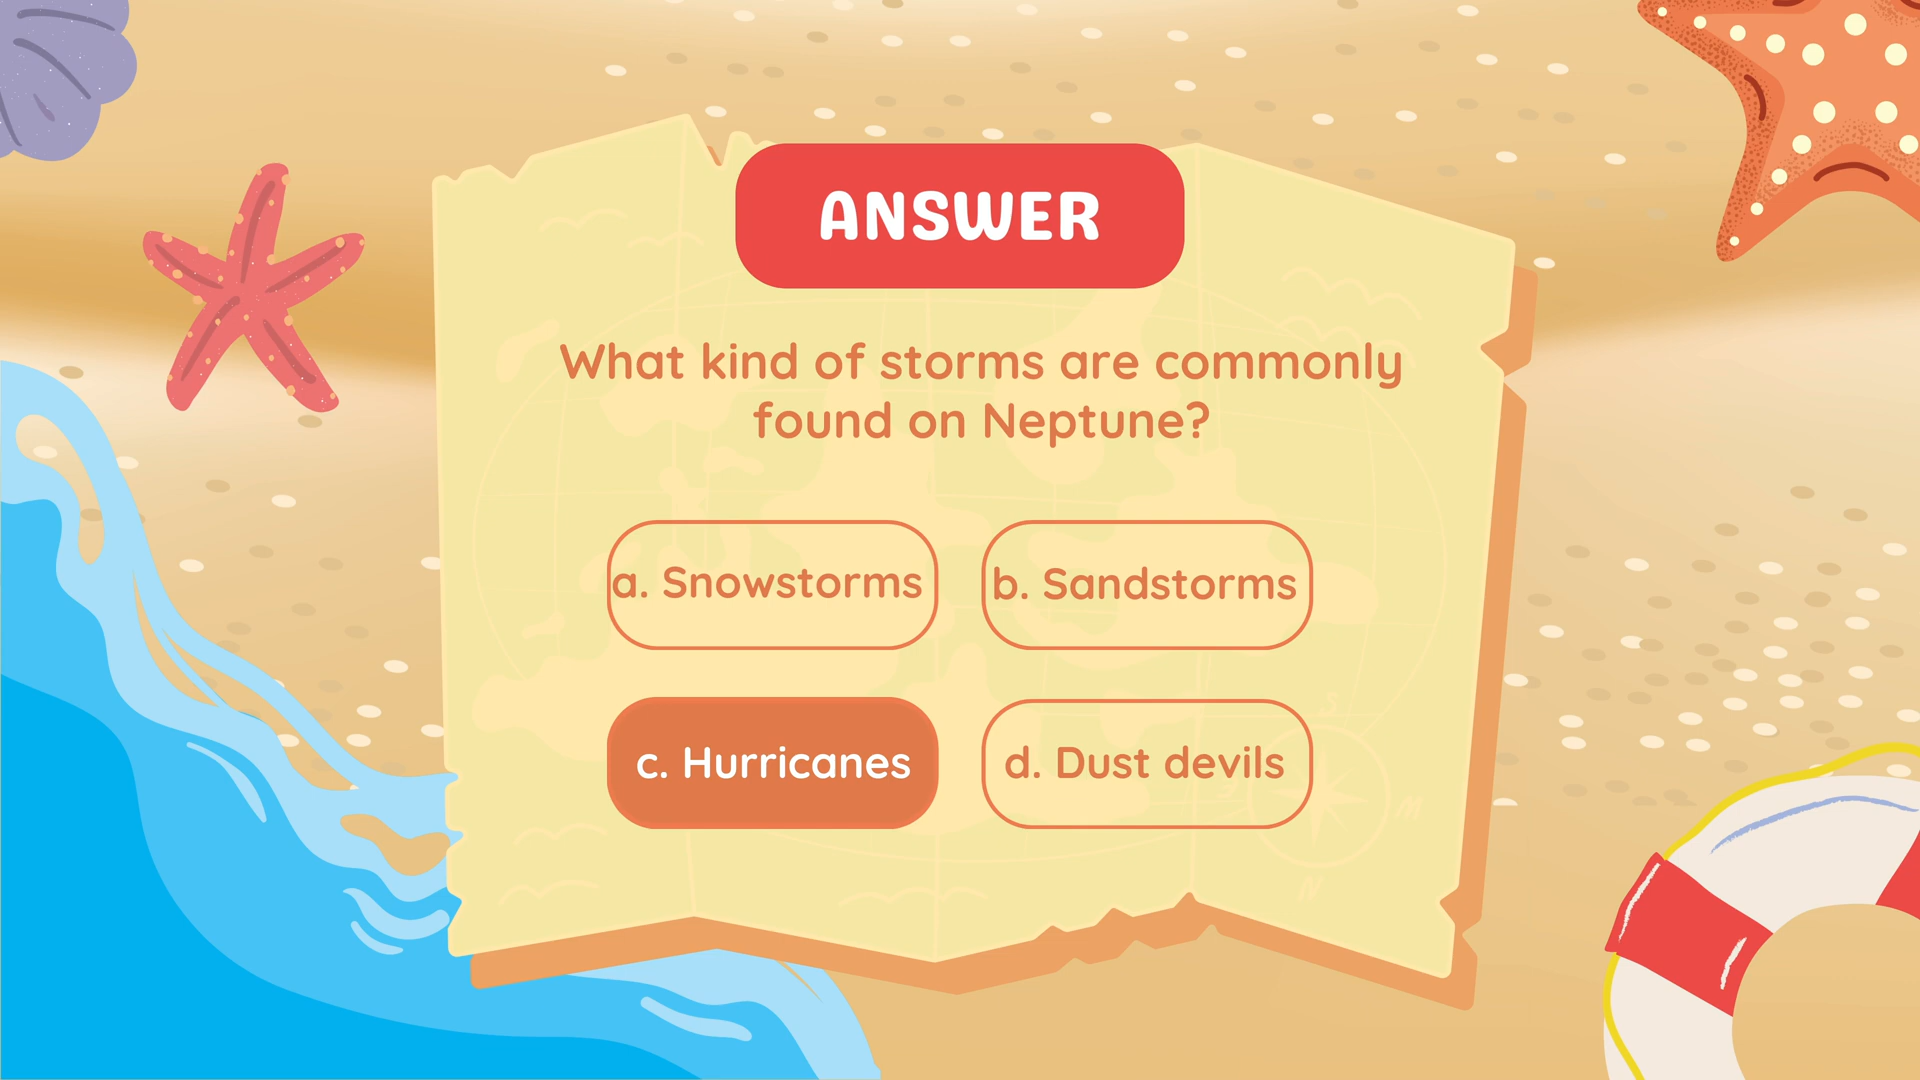 ANSWER
What kind of storms are commonly
found on Neptune?
a. Snowstorms
b. Sandstorms
c. Hurricanes
d. Dust devils
S
M
N